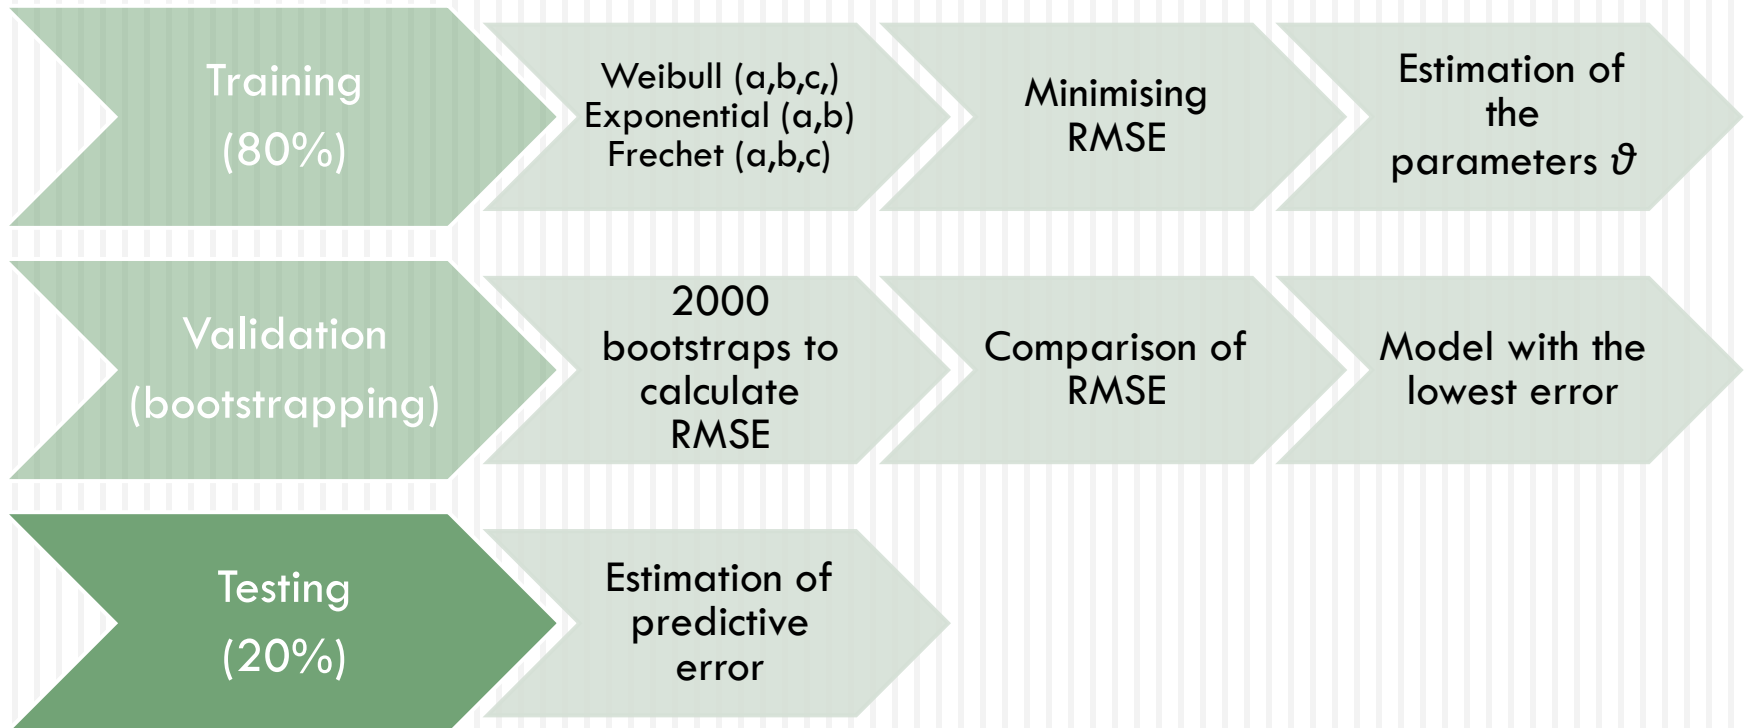 Training
(80%)
Weibull (a,b,c,)
Exponential (a,b)
Frechet (a,b,c)
Minimising
RMSE
Estimation of
the
parameters ϑ
Validation
(bootstrapping)
2000
bootstraps to
calculate
RMSE
Comparison of
RMSE
Model with the
lowest error
Testing
(20%)
Estimation of
predictive
error